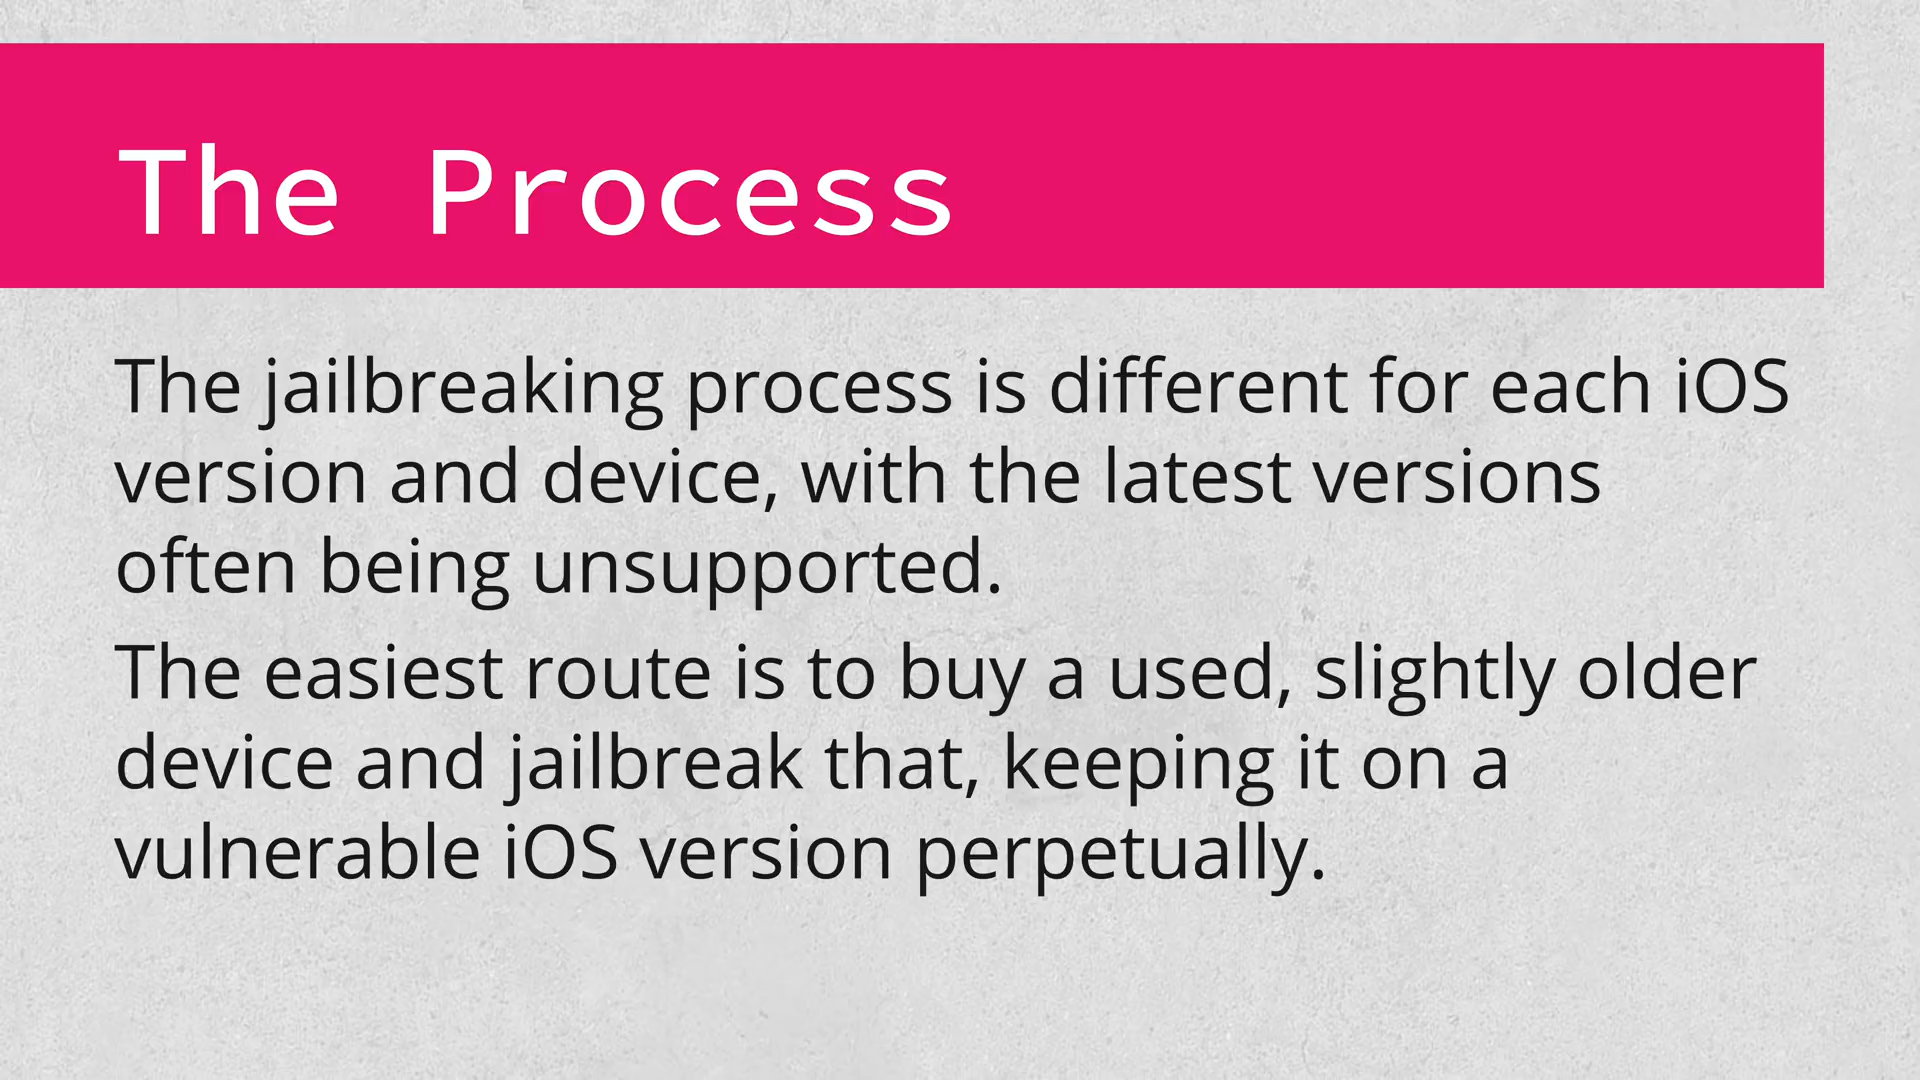 The Process
The jailbreaking process is different for each iOS
version and device, with the latest versions
often being unsupported.
The easiest route is to buy a used, slightly older
device and jailbreak that, keeping it on a
vulnerable iOS version perpetually.